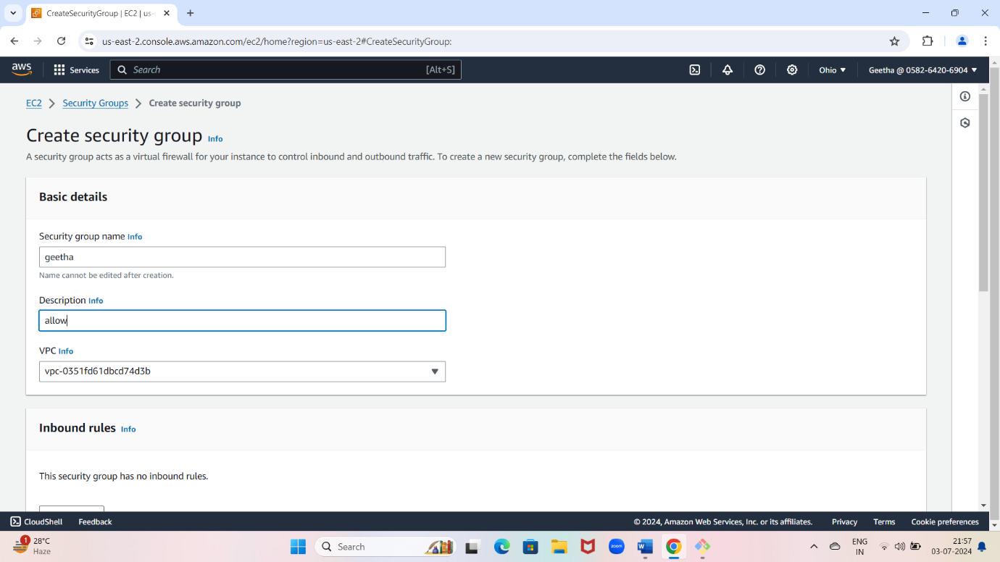 CreateSecurityGroup | EC2 | us-
us-east-2.console.aws.amazon.com/ec2/home?region=us-east-2#CreateSecurityGroup:
aws Services Search [Alt+S] Ohio Geetha @ 0582-6420-6904
EC2 Security Groups Create security group
Create security group Info
A security group acts as a virtual firewall for your instance to control inbound and outbound traffic. To create a new security group, complete the fields below.
Basic details
Security group name Info
geetha
Name cannot be edited after creation.
Description Info
allow
VPC Info
vpc-0351fd61dbcd74d3b
Inbound rules Info
This security group has no inbound rules.
CloudShell Feedback © 2024, Amazon Web Services, Inc. or its affiliates. Privacy Terms Cookie preferences
1 28°C
Haze
Search
zoom
ENG
IN
21:57
03-07-2024